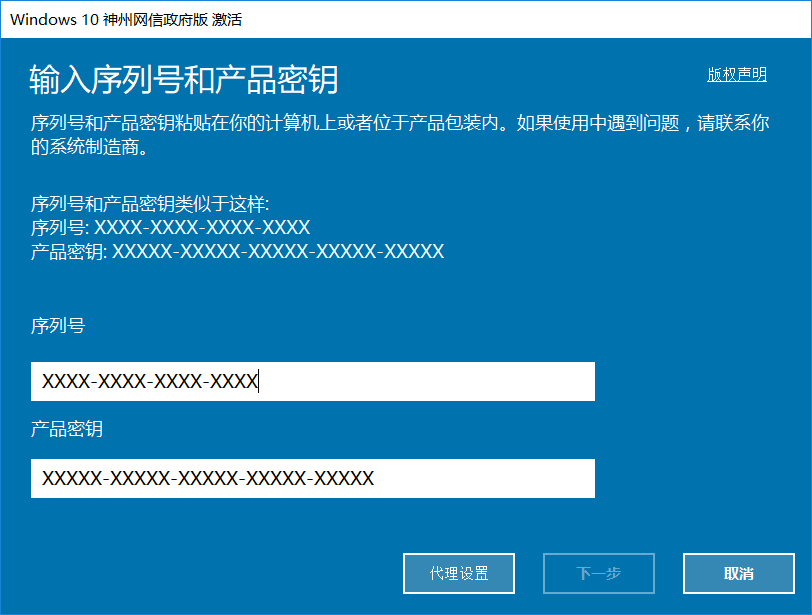 Windows 10 神州网信政府版 激活
输入序列号和产品密钥
版权声明
序列号和产品密钥粘贴在你的计算机上或者位于产品包装内。如果使用中遇到问题，请联系你
的系统制造商。
序列号和产品密钥类似于这样:
序列号: XXXX-XXXX-XXXX-XXXX
产品密钥: XXXXX-XXXXX-XXXXX-XXXXX-XXXXX
序列号
XXXX-XXXX-XXXX-XXXX
产品密钥
XXXXX-XXXXX-XXXXX-XXXXX-XXXXX
代理设置
下一步
取消